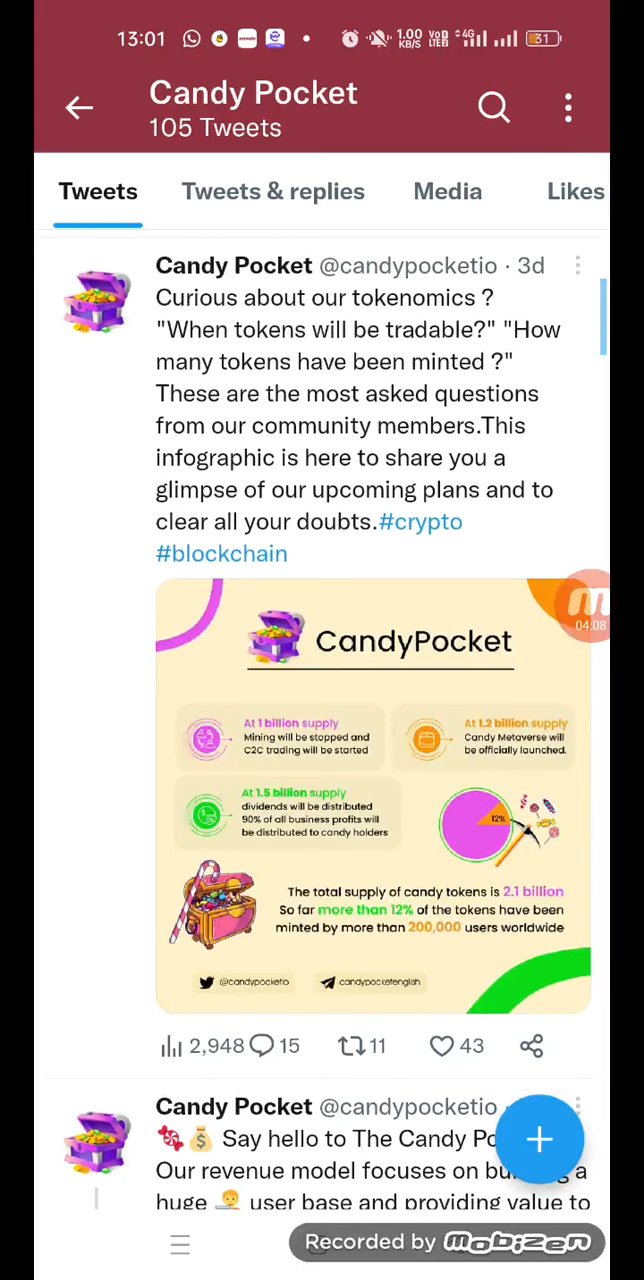 13:01
1.00 KB/S
4G
31
Candy Pocket
105 Tweets
Tweets Tweets & replies Media Likes
Candy Pocket @candypocketio · 3d
Curious about our tokenomics ?
"When tokens will be tradable?" "How
many tokens have been minted ?"
These are the most asked questions
from our community members.This
infographic is here to share you a
glimpse of our upcoming plans and to
clear all your doubts.#crypto
#blockchain
04:08
CandyPocket
At 1 billion supply
Mining will be stopped and
C2C trading will be started
At 1.2 billion supply
Candy Metaverse will
be officially launched.
At 1.5 billion supply
dividends will be distributed
90% of all business profits will
be distributed to candy holders
12%
The total supply of candy tokens is 2.1 billion
So far more than 12% of the tokens have been
minted by more than 200,000 users worldwide
@candypocketio candypocketenglish
2,948 15 11 43
Candy Pocket @candypocketio
Say hello to The Candy Po
Our revenue model focuses on bu g a
huge user base and providing value to
Recorded by mobizen